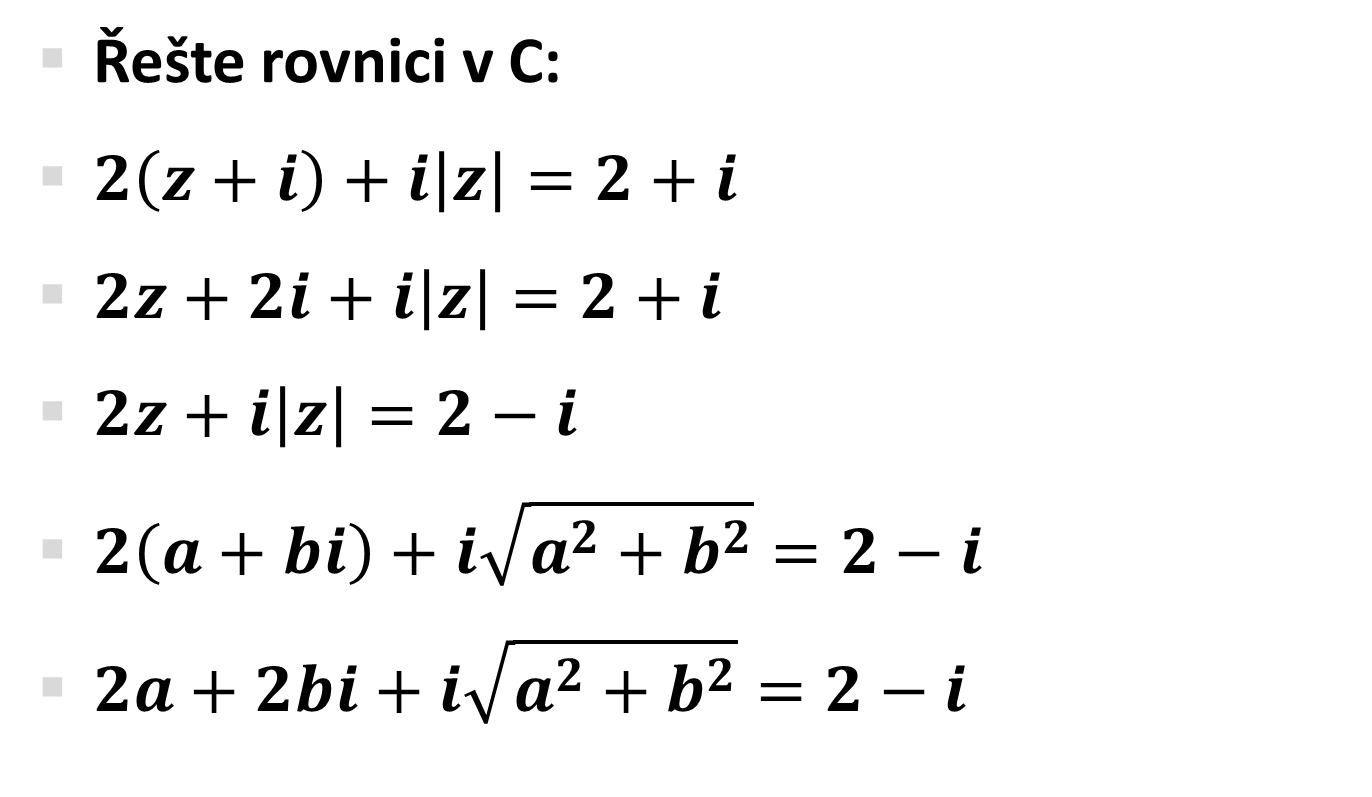 ▪ Řešte rovnici v C:
▪ 2(z + i) + i|z| = 2 + i
▪ 2z + 2i + i|z| = 2 + i
▪ 2z + i|z| = 2 − i
▪ 2(a + bi) + i√(a² + b²) = 2 − i
▪ 2a + 2bi + i√(a² + b²) = 2 − i